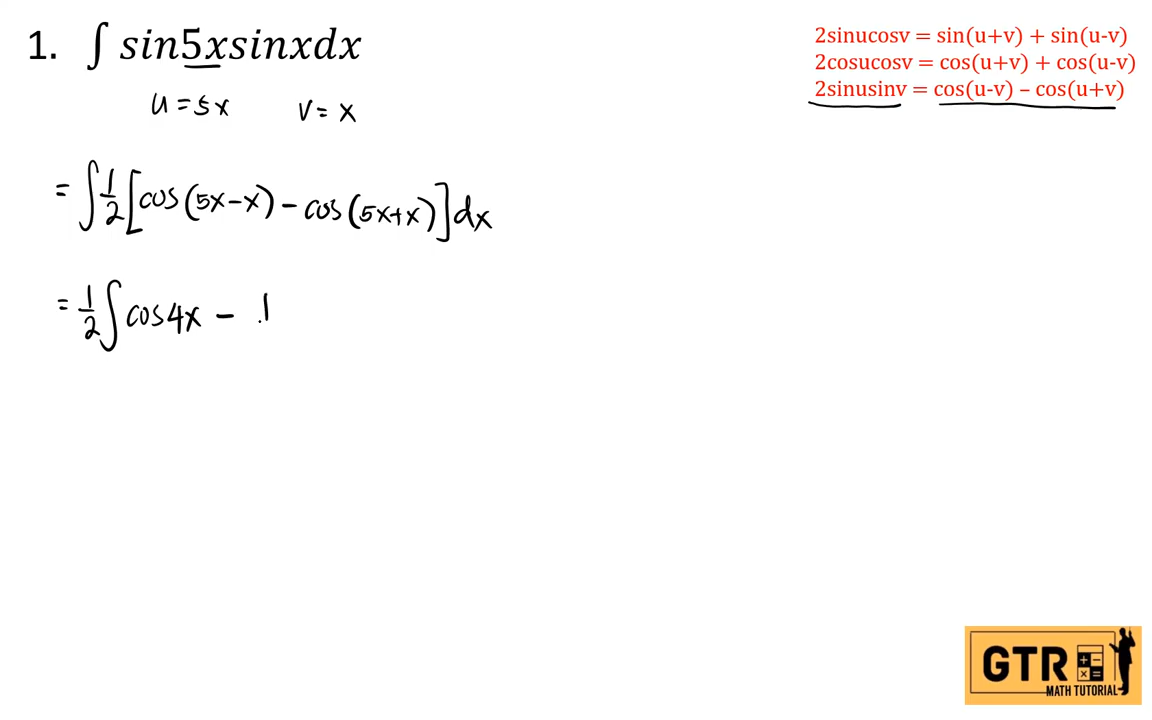 1. ∫ sin5xsinxdx
2sinucosv = sin(u+v) + sin(u-v)
2cosucosv = cos(u+v) + cos(u-v)
2sinusinv = cos(u-v) – cos(u+v)
u = 5x v = x
= ∫ 1/2 [cos(5x-x) - cos(5x+x)] dx
= 1/2 ∫ cos4x - 1
GTR
MATH TUTORIAL